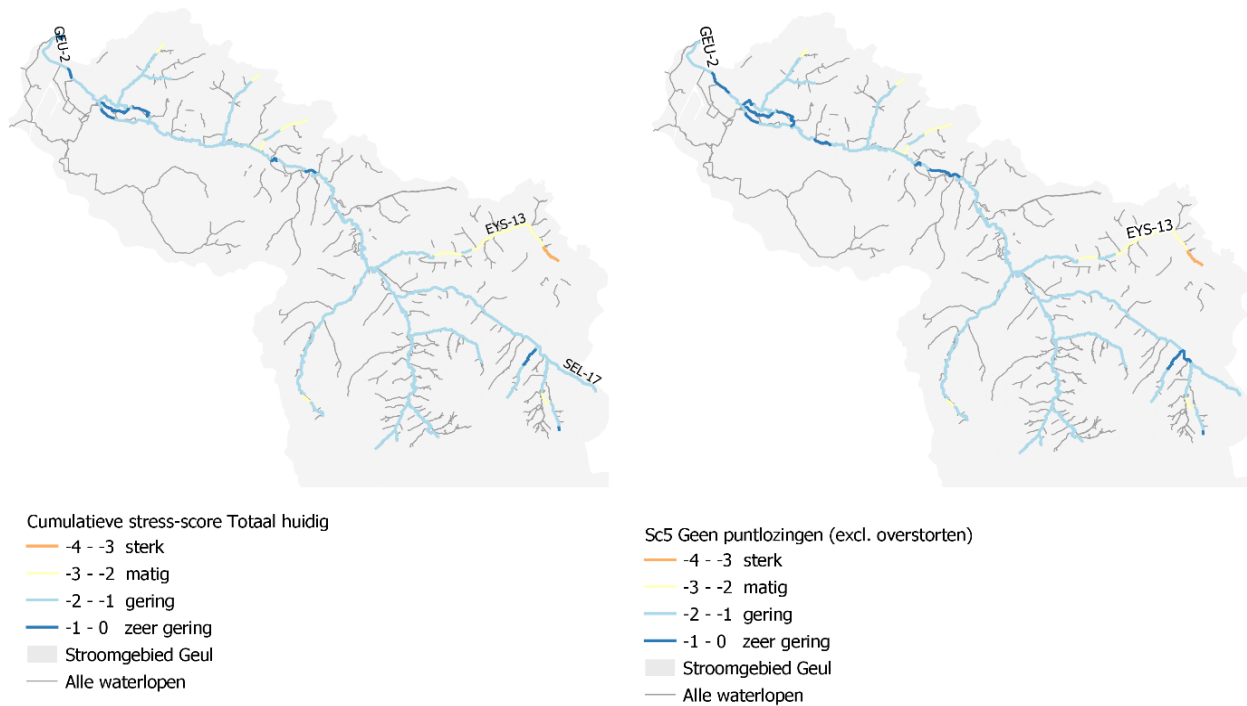 GEU-2
EYS-13
SEL-17
Cumulatieve stress-score Totaal huidig
-4 - -3 sterk
-3 - -2 matig
-2 - -1 gering
-1 - 0 zeer gering
Stroomgebied Geul
Alle waterlopen
GEU-2
EYS-13
Sc5 Geen puntlozingen (excl. overstorten)
-4 - -3 sterk
-3 - -2 matig
-2 - -1 gering
-1 - 0 zeer gering
Stroomgebied Geul
Alle waterlopen